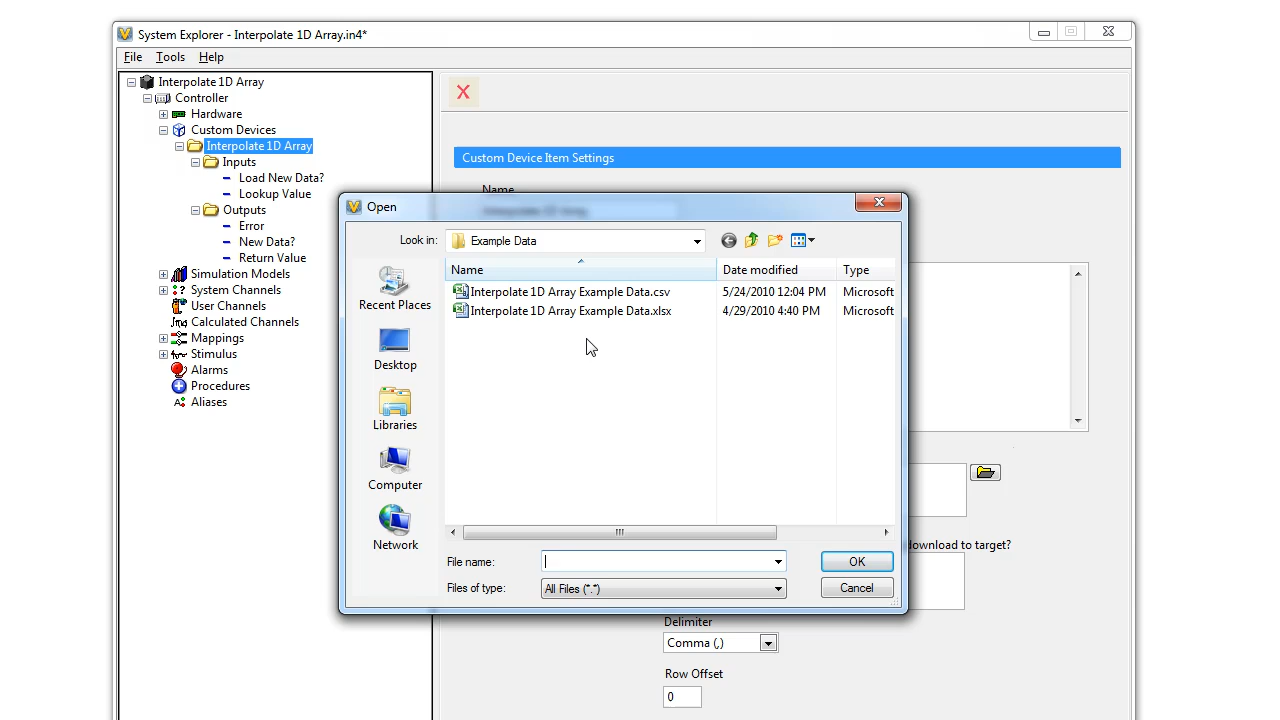 System Explorer - Interpolate 1D Array.in4*
File Tools Help
Interpolate 1D Array
Controller
Hardware
Custom Devices
Interpolate 1D Array
Inputs
Load New Data?
Lookup Value
Outputs
Error
New Data?
Return Value
Simulation Models
System Channels
User Channels
Calculated Channels
Mappings
Stimulus
Alarms
Procedures
Aliases
Custom Device Item Settings
Name
Interpolate 1D Array
Open
Look in: Example Data
Recent Places
Desktop
Libraries
Computer
Network
Name Date modified Type
Interpolate 1D Array Example Data.csv 5/24/2010 12:04 PM Microsoft
Interpolate 1D Array Example Data.xlsx 4/29/2010 4:40 PM Microsoft
File name: OK
Files of type: All Files (*.*) Cancel
download to target?
Delimiter
Comma (,)
Row Offset
0